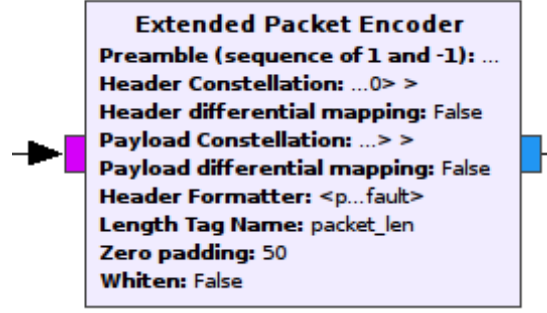 Extended Packet Encoder
Preamble (sequence of 1 and -1): ...
Header Constellation: ...0> >
Header differential mapping: False
Payload Constellation: ...> >
Payload differential mapping: False
Header Formatter: <p...fault>
Length Tag Name: packet_len
Zero padding: 50
Whiten: False